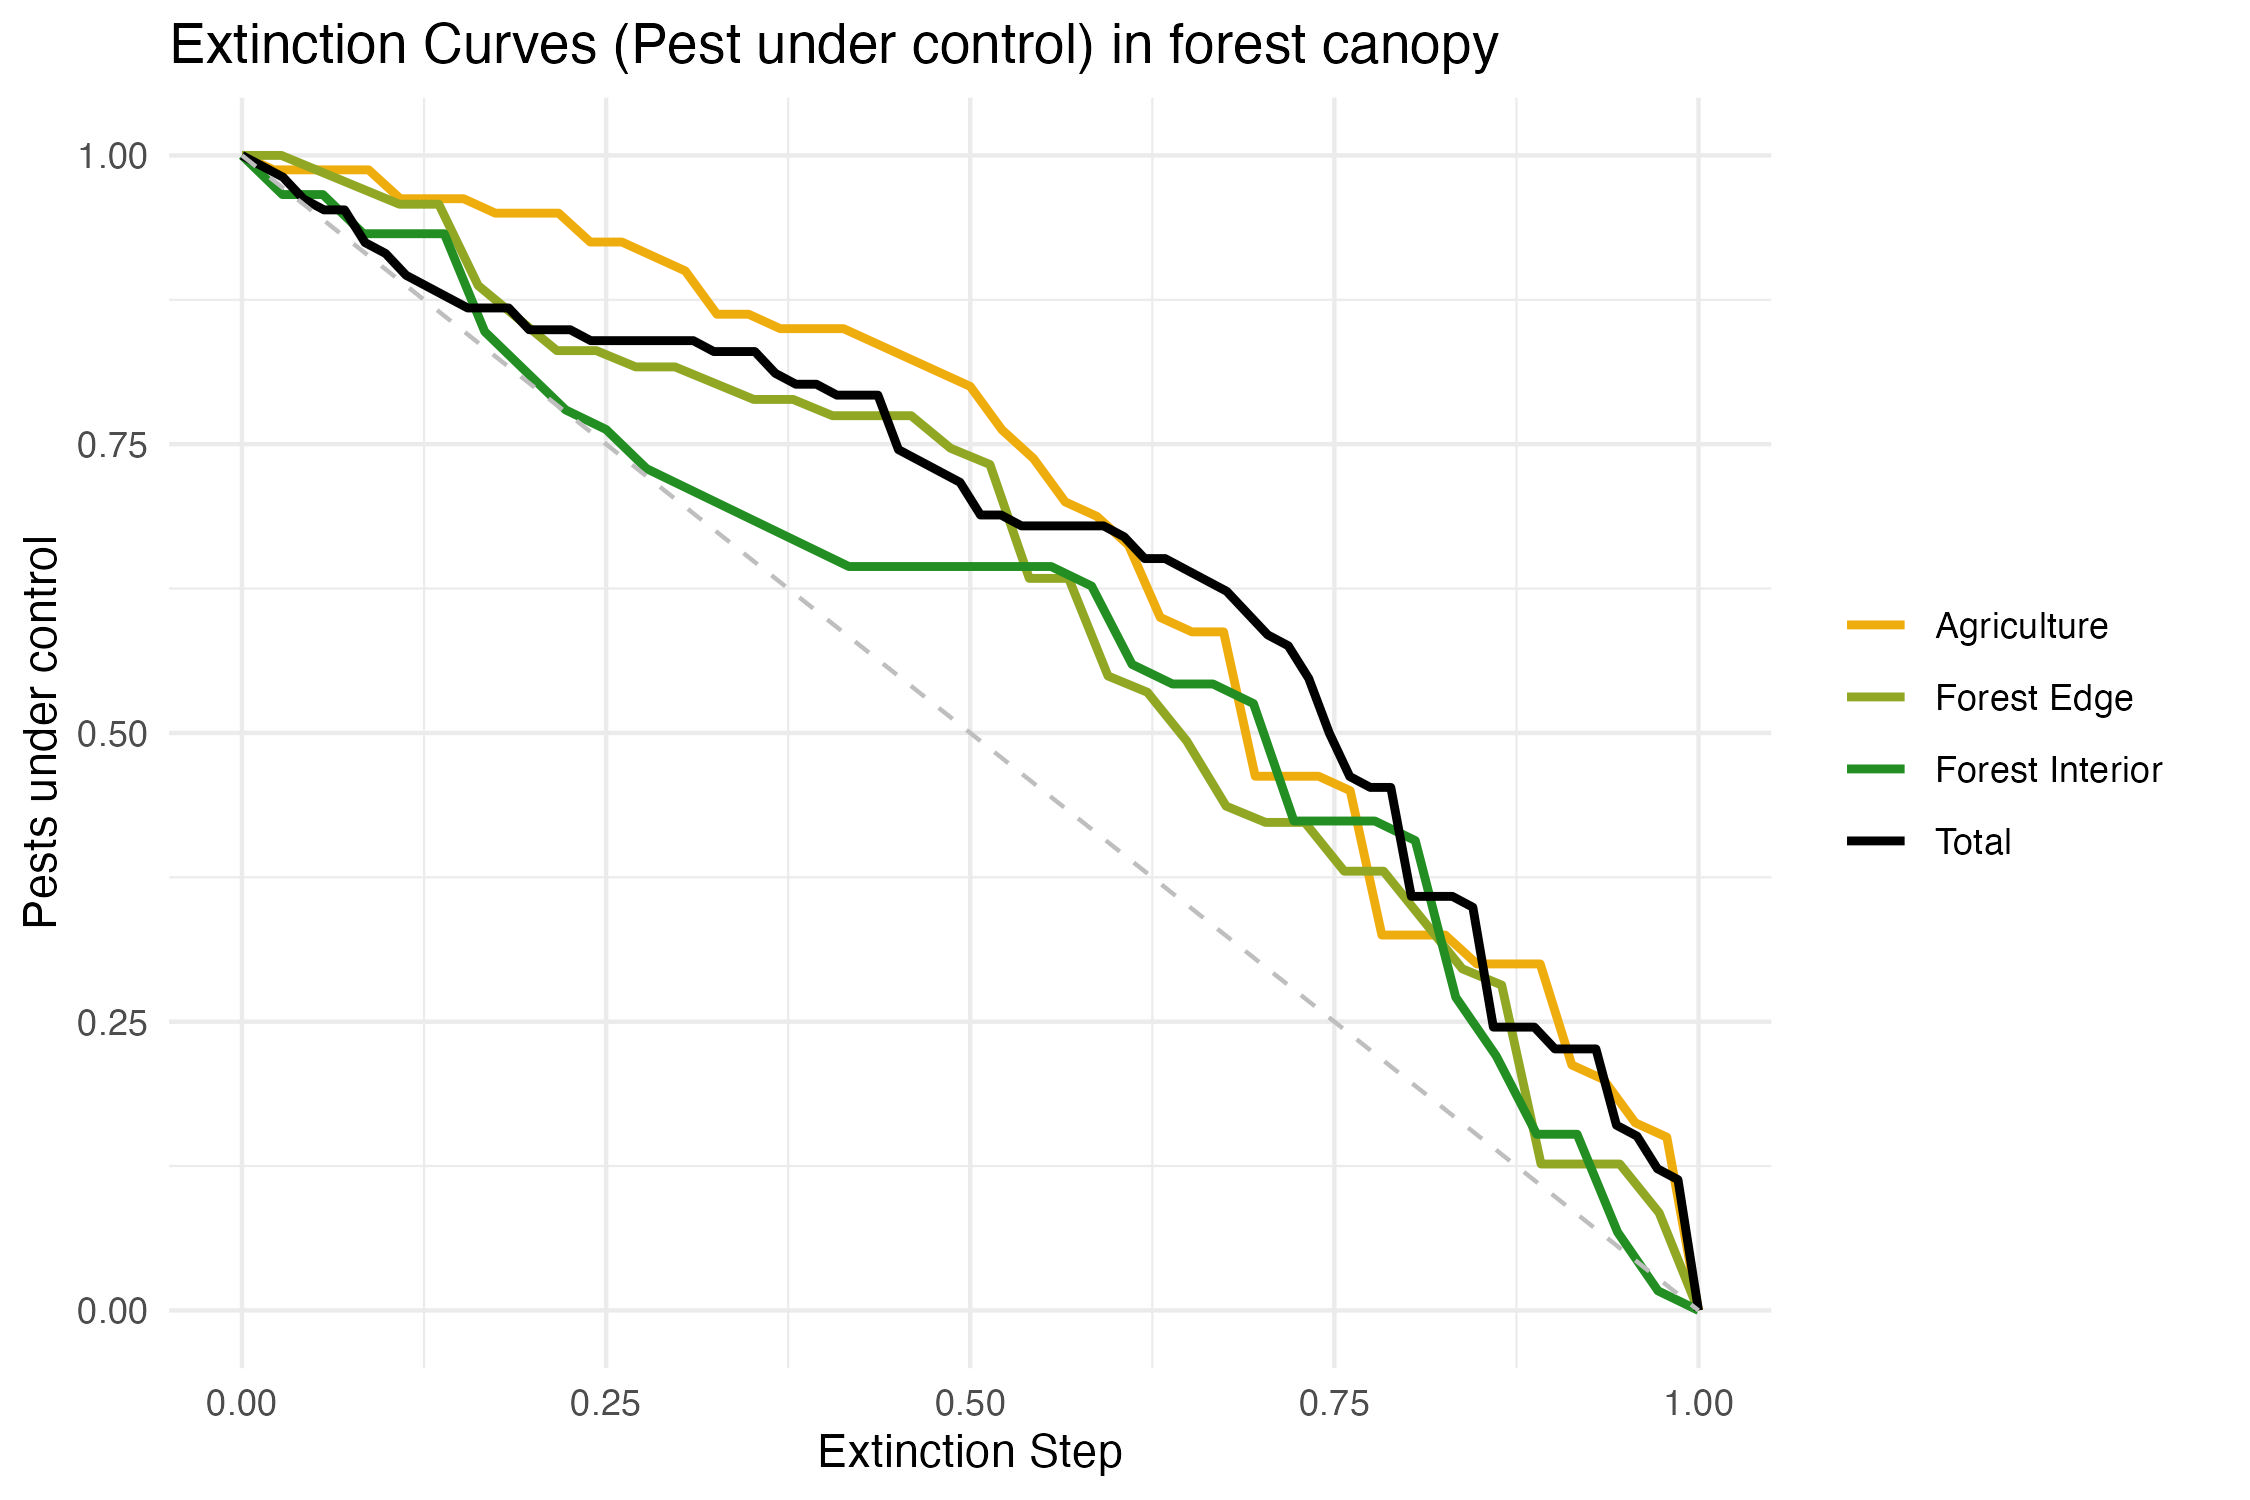 Extinction Curves (Pest under control) in forest canopy
Pests under control
1.00
0.75
0.50
0.25
0.00
0.00 0.25 0.50 0.75 1.00
Extinction Step
Agriculture
Forest Edge
Forest Interior
Total